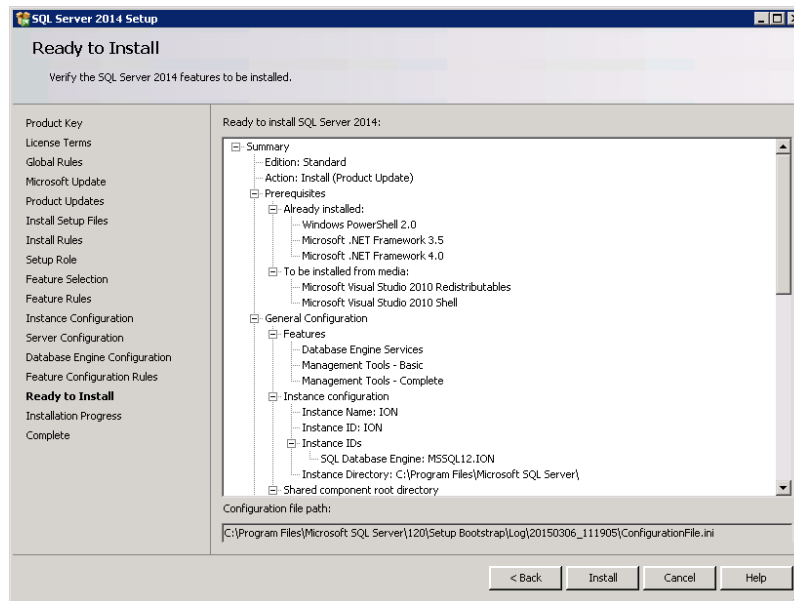 SQL Server 2014 Setup
Ready to Install
Verify the SQL Server 2014 features to be installed.
Product Key
License Terms
Global Rules
Microsoft Update
Product Updates
Install Setup Files
Install Rules
Setup Role
Feature Selection
Feature Rules
Instance Configuration
Server Configuration
Database Engine Configuration
Feature Configuration Rules
Ready to Install
Installation Progress
Complete
Ready to install SQL Server 2014:
Summary
Edition: Standard
Action: Install (Product Update)
Prerequisites
Already installed:
Windows PowerShell 2.0
Microsoft .NET Framework 3.5
Microsoft .NET Framework 4.0
To be installed from media:
Microsoft Visual Studio 2010 Redistributables
Microsoft Visual Studio 2010 Shell
General Configuration
Features
Database Engine Services
Management Tools - Basic
Management Tools - Complete
Instance configuration
Instance Name: ION
Instance ID: ION
Instance IDs
SQL Database Engine: MSSQL12.ION
Instance Directory: C:\Program Files\Microsoft SQL Server\
Shared component root directory
Configuration file path:
C:\Program Files\Microsoft SQL Server\120\Setup Bootstrap\Log\20150306_111905\ConfigurationFile.ini
< Back
Install
Cancel
Help